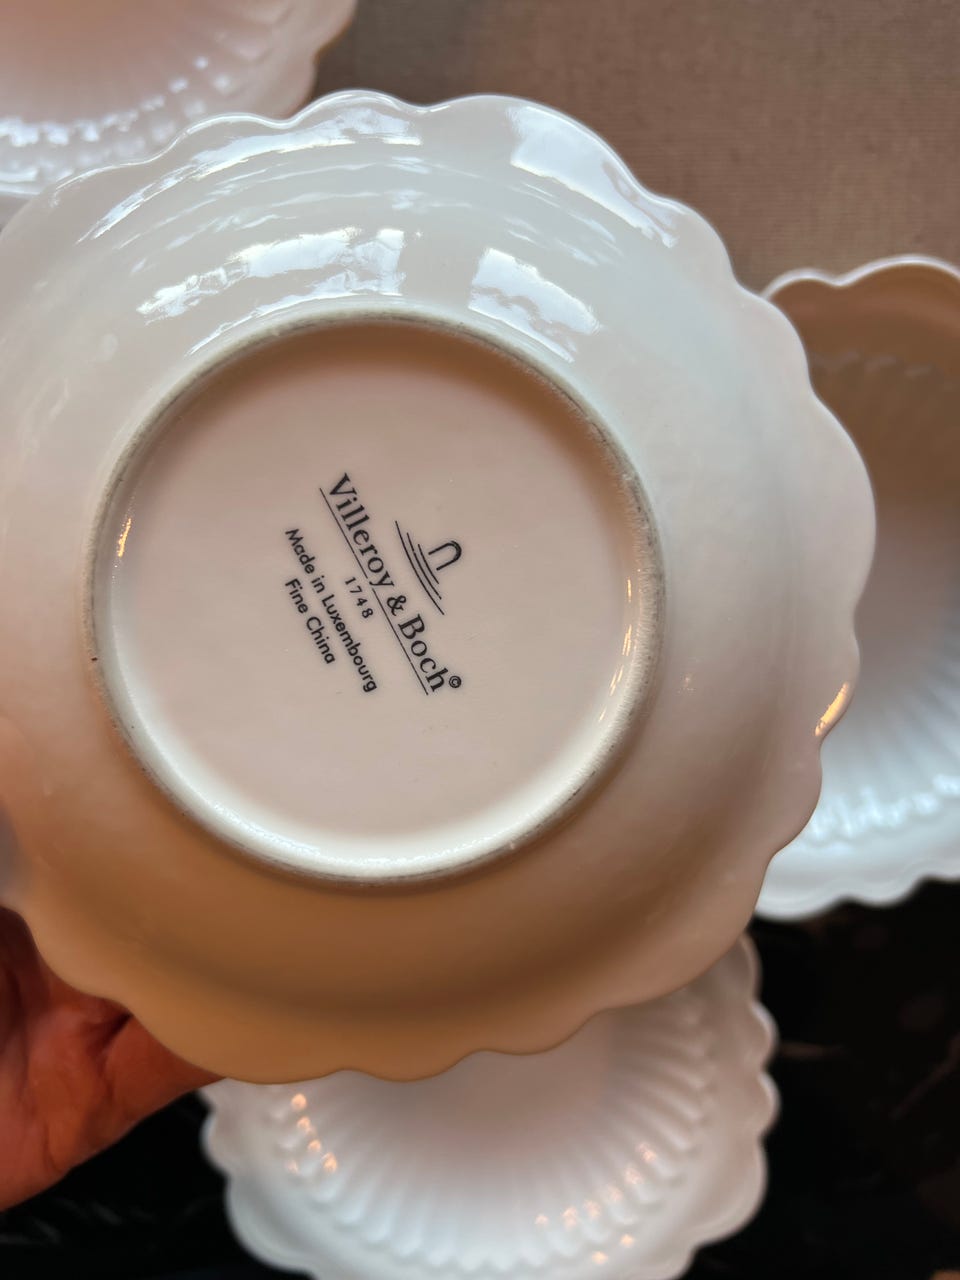 Villeroy & Boch©
1748
Made in Luxembourg
Fine China